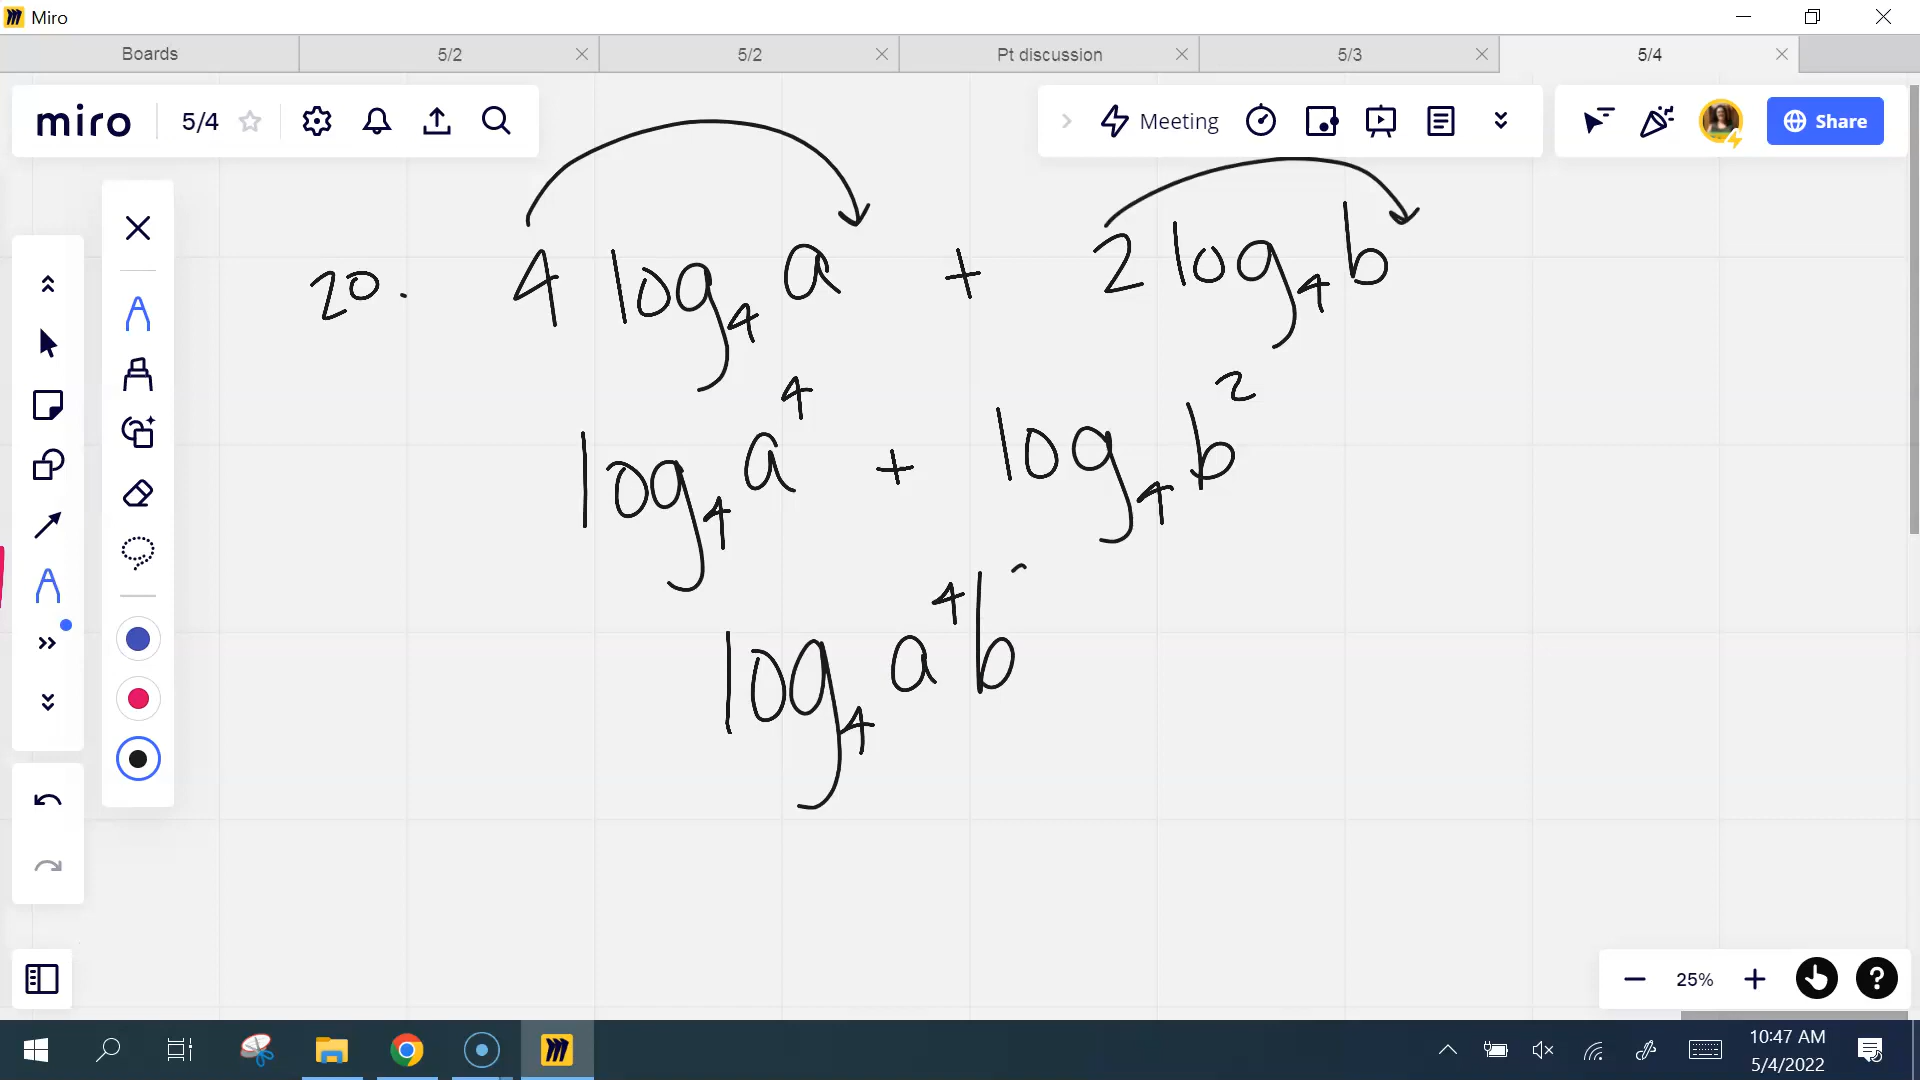 Miro
Boards 5/2 5/2 Pt discussion 5/3 5/4
miro 5/4 Meeting Share
20. 4 log₄ a + 2 log₄ b
log₄ a⁴ + log₄ b²
log₄ a⁴b
25%
10:47 AM
5/4/2022